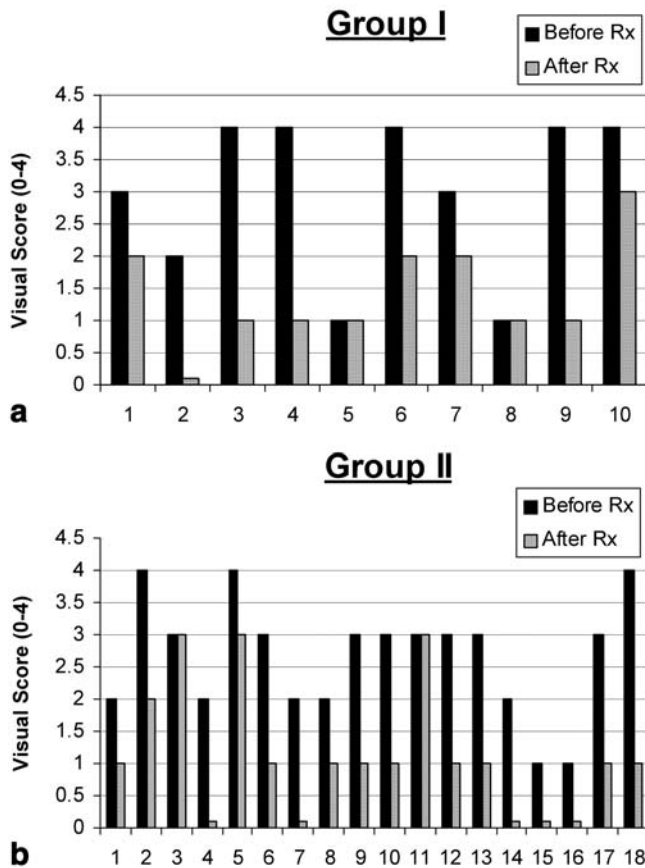 Group I
Before Rx
After Rx
Visual Score (0-4)
4.5
4
3.5
3
2.5
2
1.5
1
0.5
0
1 2 3 4 5 6 7 8 9 10
a
Group II
Before Rx
After Rx
Visual Score (0-4)
4.5
4
3.5
3
2.5
2
1.5
1
0.5
0
1 2 3 4 5 6 7 8 9 10 11 12 13 14 15 16 17 18
b